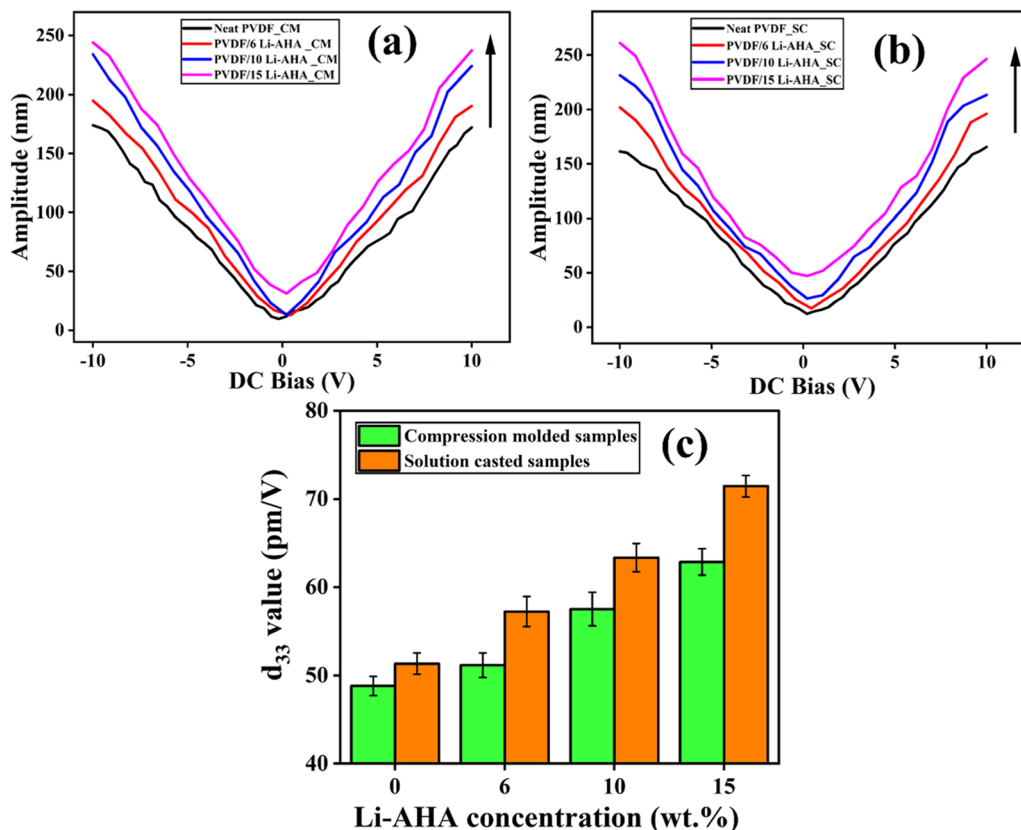 (a)
Neat PVDF_CM
PVDF/6 Li-AHA _CM
PVDF/10 Li-AHA _CM
PVDF/15 Li-AHA_CM
Amplitude (nm)
250
200
150
100
50
0
-10 -5 0 5 10
DC Bias (V)
(b)
Neat PVDF_SC
PVDF/6 Li-AHA_SC
PVDF/10 Li-AHA_SC
PVDF/15 Li-AHA_SC
Amplitude (nm)
250
200
150
100
50
0
-10 -5 0 5 10
DC Bias (V)
(c)
Compression molded samples
Solution casted samples
d33 value (pm/V)
80
70
60
50
40
0 6 10 15
Li-AHA concentration (wt.%)